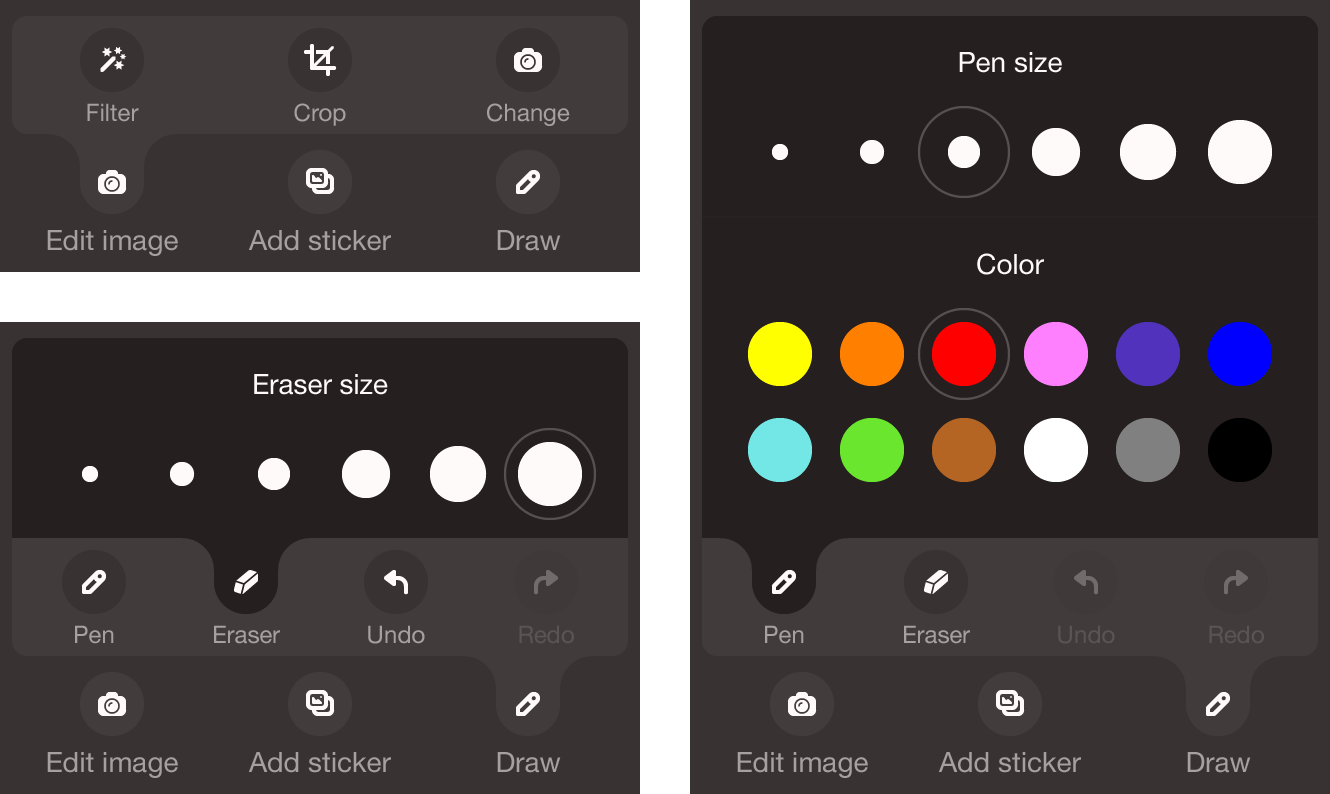 Filter Crop Change
Edit image Add sticker Draw
Eraser size
Pen Eraser Undo Redo
Edit image Add sticker Draw
Pen size
Color
Pen Eraser Undo Redo
Edit image Add sticker Draw